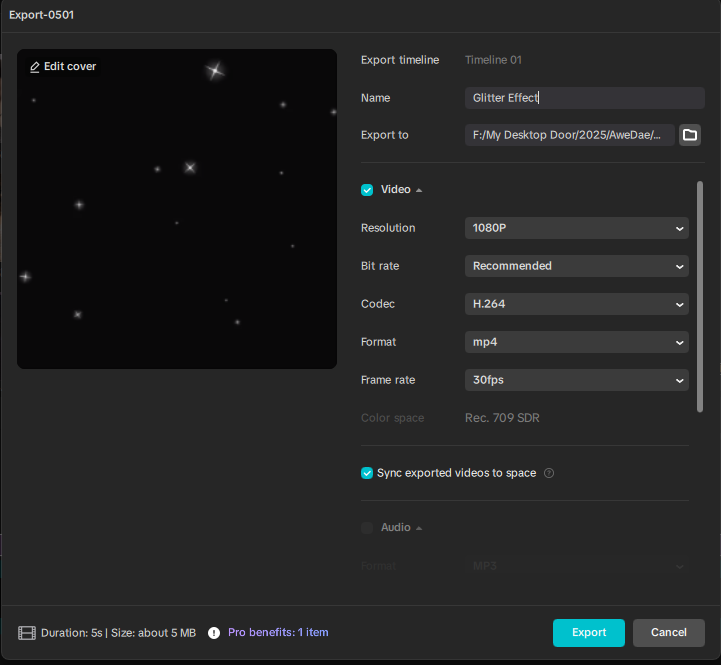 Export-0501
Edit cover
Export timeline Timeline 01
Name Glitter Effect
Export to F:/My Desktop Door/2025/AweDae/...
Video
Resolution 1080P
Bit rate Recommended
Codec H.264
Format mp4
Frame rate 30fps
Color space Rec. 709 SDR
Sync exported videos to space ?
Audio
Format MP3
Duration: 5s | Size: about 5 MB ! Pro benefits: 1 item
Export Cancel